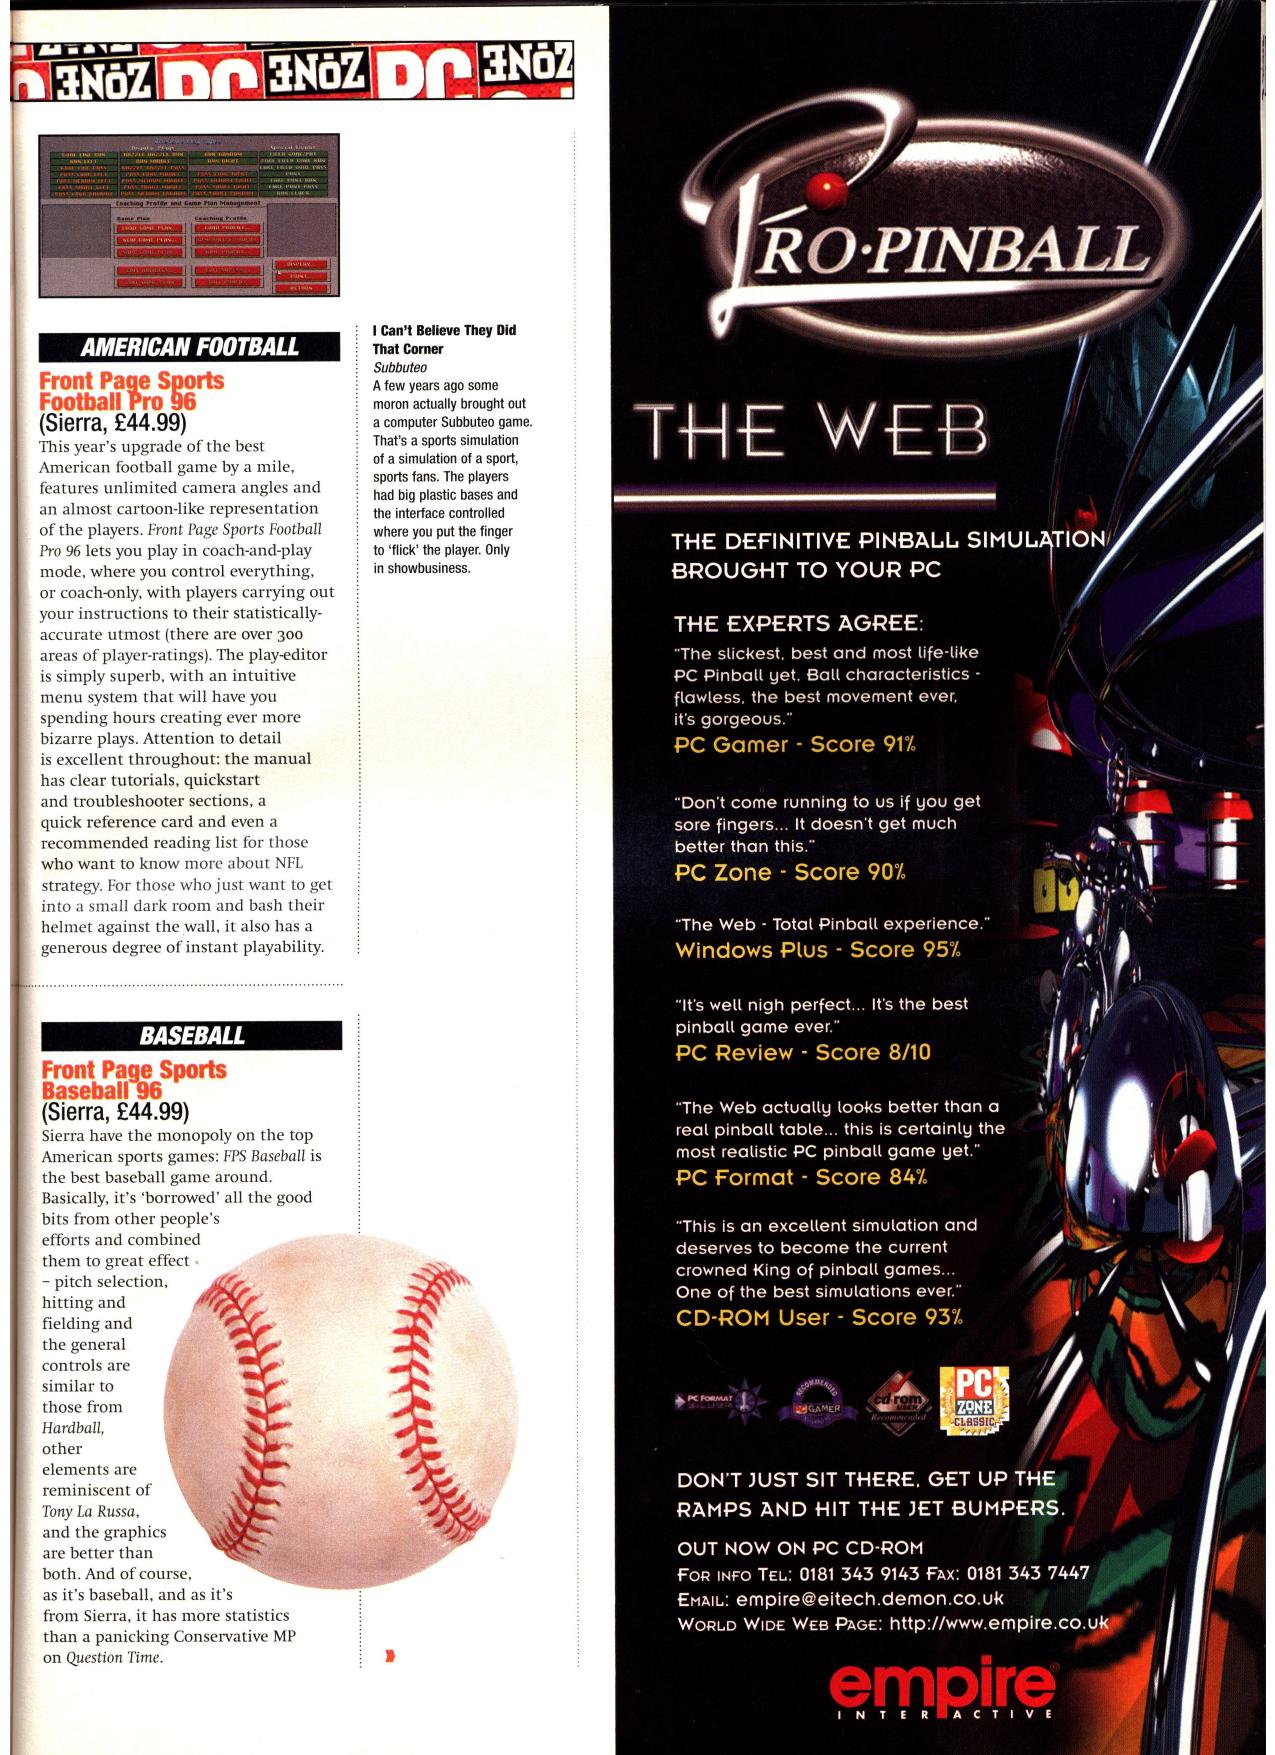 ZONE PC ZONE PC ZONE
Coaching Profile and Game Plan Management
Game Plan
Coaching Profile
AMERICAN FOOTBALL
Front Page Sports
Football Pro 96
(Sierra, £44.99)
This year's upgrade of the best
American football game by a mile,
features unlimited camera angles and
an almost cartoon-like representation
of the players. Front Page Sports Football
Pro 96 lets you play in coach-and-play
mode, where you control everything,
or coach-only, with players carrying out
your instructions to their statistically-
accurate utmost (there are over 300
areas of player-ratings). The play-editor
is simply superb, with an intuitive
menu system that will have you
spending hours creating ever more
bizarre plays. Attention to detail
is excellent throughout: the manual
has clear tutorials, quickstart
and troubleshooter sections, a
quick reference card and even a
recommended reading list for those
who want to know more about NFL
strategy. For those who just want to get
into a small dark room and bash their
helmet against the wall, it also has a
generous degree of instant playability.
BASEBALL
Front Page Sports
Baseball 96
(Sierra, £44.99)
Sierra have the monopoly on the top
American sports games: FPS Baseball is
the best baseball game around.
Basically, it's 'borrowed' all the good
bits from other people's
efforts and combined
them to great effect
– pitch selection,
hitting and
fielding and
the general
controls are
similar to
those from
Hardball,
other
elements are
reminiscent of
Tony La Russa,
and the graphics
are better than
both. And of course,
as it's baseball, and as it's
from Sierra, it has more statistics
than a panicking Conservative MP
on Question Time.
I Can't Believe They Did
That Corner
Subbuteo
A few years ago some
moron actually brought out
a computer Subbuteo game.
That's a sports simulation
of a simulation of a sport,
sports fans. The players
had big plastic bases and
the interface controlled
where you put the finger
to 'flick' the player. Only
in showbusiness.
PRO·PINBALL
THE WEB
THE DEFINITIVE PINBALL SIMULATION
BROUGHT TO YOUR PC
THE EXPERTS AGREE:
"The slickest, best and most life-like
PC Pinball yet. Ball characteristics -
flawless, the best movement ever,
it's gorgeous."
PC Gamer - Score 91%
"Don't come running to us if you get
sore fingers... It doesn't get much
better than this."
PC Zone - Score 90%
"The Web - Total Pinball experience."
Windows Plus - Score 95%
"It's well nigh perfect... It's the best
pinball game ever."
PC Review - Score 8/10
"The Web actually looks better than a
real pinball table... this is certainly the
most realistic PC pinball game yet."
PC Format - Score 84%
"This is an excellent simulation and
deserves to become the current
crowned King of pinball games...
One of the best simulations ever."
CD-ROM User - Score 93%
PC FORMAT
SILVER
RECOMMENDED
PC GAMER
cd-rom
USER
Recommended
PC
ZONE
CLASSIC
DON'T JUST SIT THERE, GET UP THE
RAMPS AND HIT THE JET BUMPERS.
OUT NOW ON PC CD-ROM
FOR INFO TEL: 0181 343 9143 FAX: 0181 343 7447
EMAIL: empire@eitech.demon.co.uk
WORLD WIDE WEB PAGE: http://www.empire.co.uk
empire®
INTERACTIVE